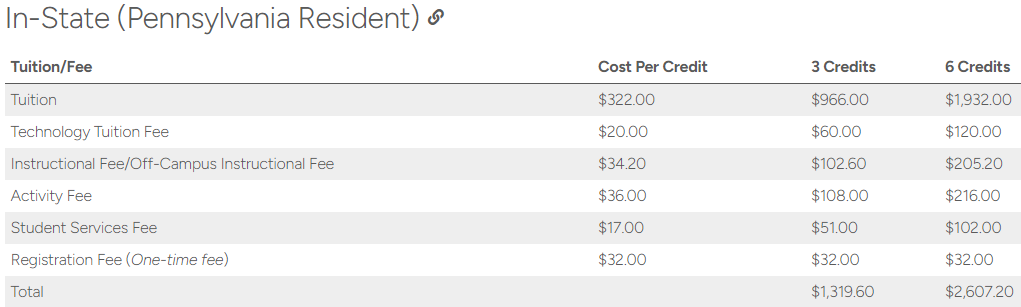 In-State (Pennsylvania Resident)
Tuition/Fee Cost Per Credit 3 Credits 6 Credits
Tuition $322.00 $966.00 $1,932.00
Technology Tuition Fee $20.00 $60.00 $120.00
Instructional Fee/Off-Campus Instructional Fee $34.20 $102.60 $205.20
Activity Fee $36.00 $108.00 $216.00
Student Services Fee $17.00 $51.00 $102.00
Registration Fee (One-time fee) $32.00 $32.00 $32.00
Total $1,319.60 $2,607.20